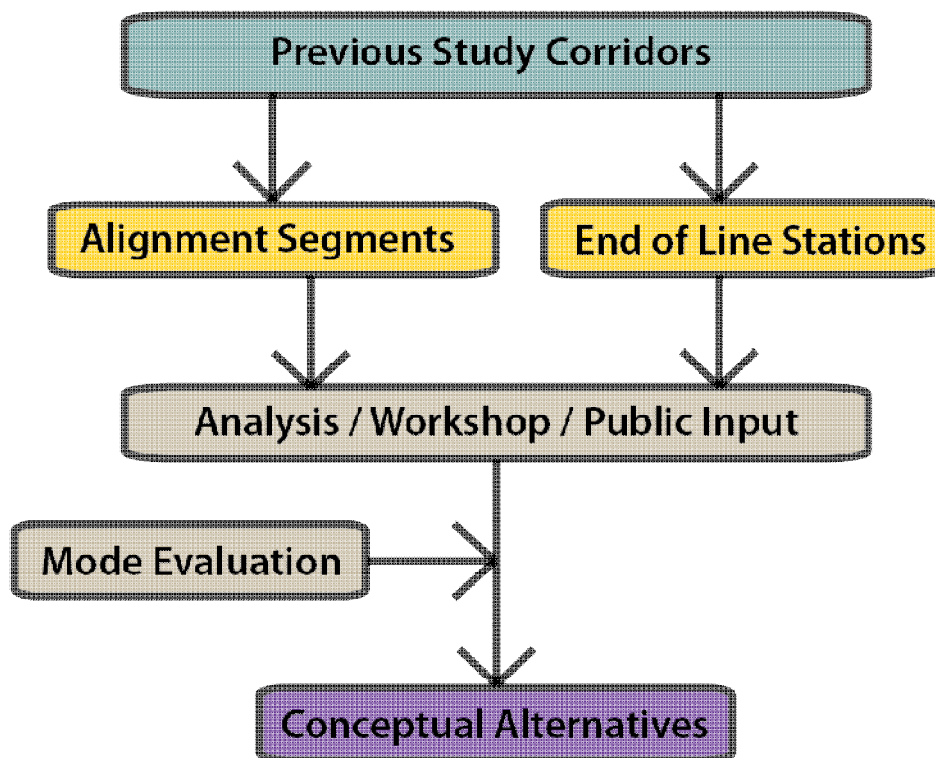 Previous Study Corridors
Alignment Segments
End of Line Stations
Analysis / Workshop / Public Input
Mode Evaluation
Conceptual Alternatives